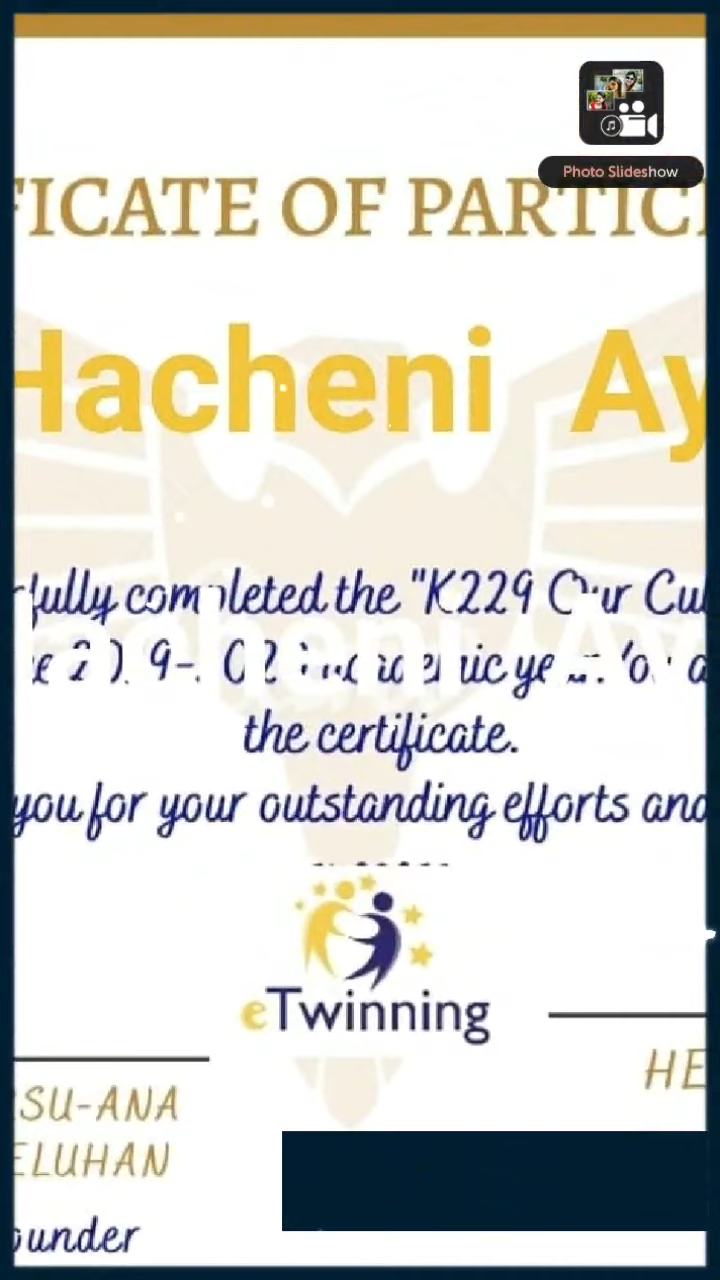 Photo Slideshow
FICATE OF PARTIC
Hacheni Ay
fully completed the "K229 Our Cul
the certificate.
you for your outstanding efforts and
eTwinning
HE
SU-ANA
ELUHAN
ounder